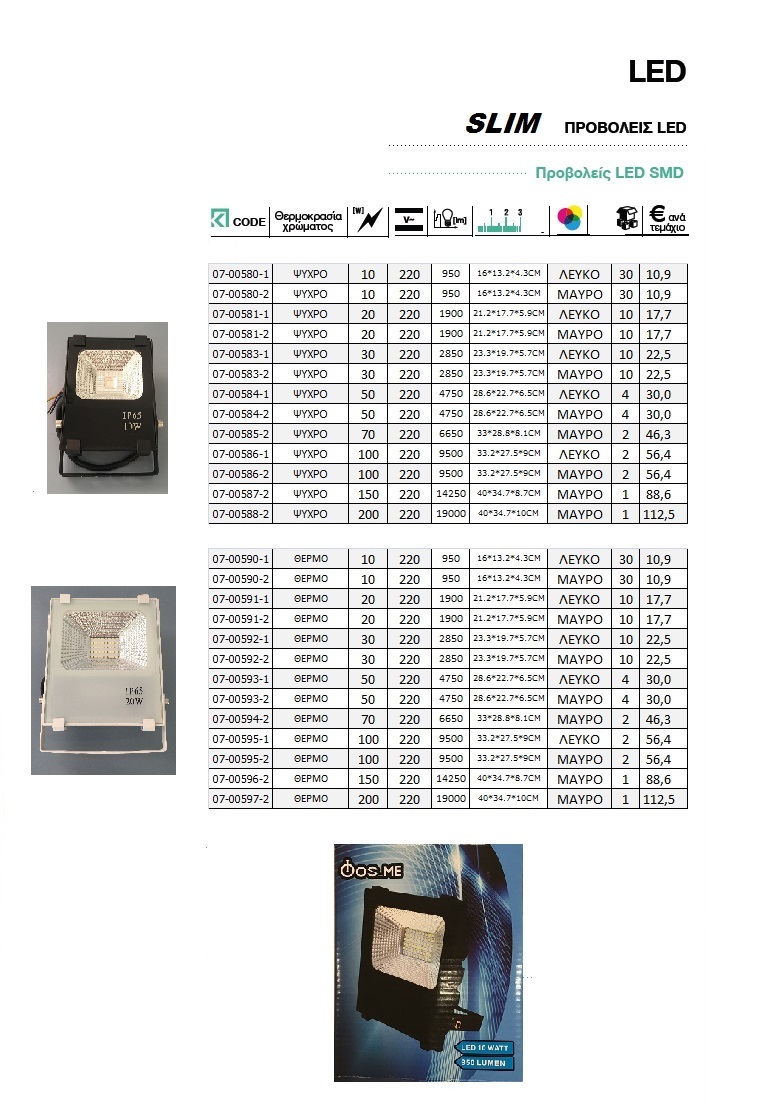 LED
SLIM ΠΡΟΒΟΛΕΙΣ LED
Προβολείς LED SMD
CODE Θερμοκρασία χρώματος [W] V~ [lm] 1 2 3 € ανά τεμάχιο
07-00580-1 ΨΥΧΡΟ 10 220 950 16*13.2*4.3CM ΛΕΥΚΟ 30 10,9
07-00580-2 ΨΥΧΡΟ 10 220 950 16*13.2*4.3CM ΜΑΥΡΟ 30 10,9
07-00581-1 ΨΥΧΡΟ 20 220 1900 21.2*17.7*5.9CM ΛΕΥΚΟ 10 17,7
07-00581-2 ΨΥΧΡΟ 20 220 1900 21.2*17.7*5.9CM ΜΑΥΡΟ 10 17,7
07-00583-1 ΨΥΧΡΟ 30 220 2850 23.3*19.7*5.7CM ΛΕΥΚΟ 10 22,5
07-00583-2 ΨΥΧΡΟ 30 220 2850 23.3*19.7*5.7CM ΜΑΥΡΟ 10 22,5
07-00584-1 ΨΥΧΡΟ 50 220 4750 28.6*22.7*6.5CM ΛΕΥΚΟ 4 30,0
07-00584-2 ΨΥΧΡΟ 50 220 4750 28.6*22.7*6.5CM ΜΑΥΡΟ 4 30,0
07-00585-2 ΨΥΧΡΟ 70 220 6650 33*28.8*8.1CM ΜΑΥΡΟ 2 46,3
07-00586-1 ΨΥΧΡΟ 100 220 9500 33.2*27.5*9CM ΛΕΥΚΟ 2 56,4
07-00586-2 ΨΥΧΡΟ 100 220 9500 33.2*27.5*9CM ΜΑΥΡΟ 2 56,4
07-00587-2 ΨΥΧΡΟ 150 220 14250 40*34.7*8.7CM ΜΑΥΡΟ 1 88,6
07-00588-2 ΨΥΧΡΟ 200 220 19000 40*34.7*10CM ΜΑΥΡΟ 1 112,5
IP65
10W
07-00590-1 ΘΕΡΜΟ 10 220 950 16*13.2*4.3CM ΛΕΥΚΟ 30 10,9
07-00590-2 ΘΕΡΜΟ 10 220 950 16*13.2*4.3CM ΜΑΥΡΟ 30 10,9
07-00591-1 ΘΕΡΜΟ 20 220 1900 21.2*17.7*5.9CM ΛΕΥΚΟ 10 17,7
07-00591-2 ΘΕΡΜΟ 20 220 1900 21.2*17.7*5.9CM ΜΑΥΡΟ 10 17,7
07-00592-1 ΘΕΡΜΟ 30 220 2850 23.3*19.7*5.7CM ΛΕΥΚΟ 10 22,5
07-00592-2 ΘΕΡΜΟ 30 220 2850 23.3*19.7*5.7CM ΜΑΥΡΟ 10 22,5
07-00593-1 ΘΕΡΜΟ 50 220 4750 28.6*22.7*6.5CM ΛΕΥΚΟ 4 30,0
07-00593-2 ΘΕΡΜΟ 50 220 4750 28.6*22.7*6.5CM ΜΑΥΡΟ 4 30,0
07-00594-2 ΘΕΡΜΟ 70 220 6650 33*28.8*8.1CM ΜΑΥΡΟ 2 46,3
07-00595-1 ΘΕΡΜΟ 100 220 9500 33.2*27.5*9CM ΛΕΥΚΟ 2 56,4
07-00595-2 ΘΕΡΜΟ 100 220 9500 33.2*27.5*9CM ΜΑΥΡΟ 2 56,4
07-00596-2 ΘΕΡΜΟ 150 220 14250 40*34.7*8.7CM ΜΑΥΡΟ 1 88,6
07-00597-2 ΘΕΡΜΟ 200 220 19000 40*34.7*10CM ΜΑΥΡΟ 1 112,5
IP65
20W
Φos_ME
LED 10 WATT
950 LUMEN